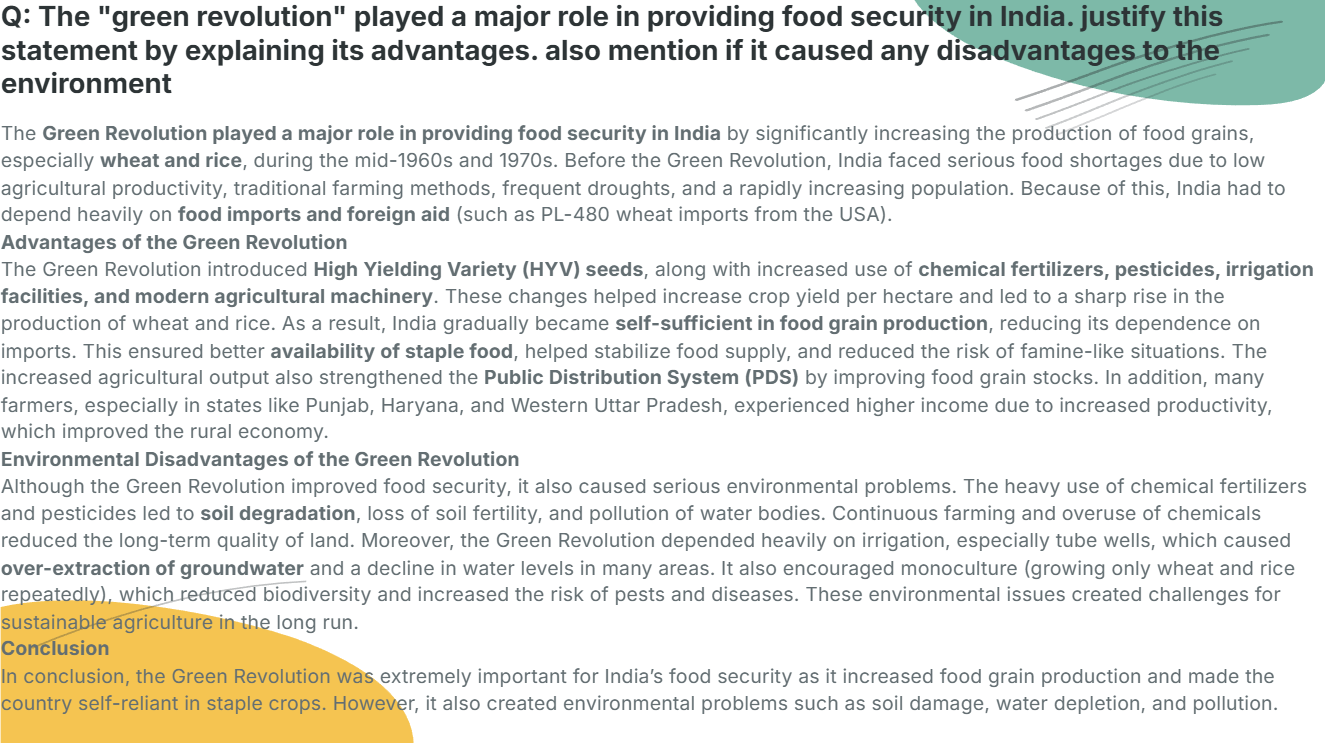 Q: The "green revolution" played a major role in providing food security in India. justify this
statement by explaining its advantages. also mention if it caused any disadvantages to the
environment
The Green Revolution played a major role in providing food security in India by significantly increasing the production of food grains,
especially wheat and rice, during the mid-1960s and 1970s. Before the Green Revolution, India faced serious food shortages due to low
agricultural productivity, traditional farming methods, frequent droughts, and a rapidly increasing population. Because of this, India had to
depend heavily on food imports and foreign aid (such as PL-480 wheat imports from the USA).
Advantages of the Green Revolution
The Green Revolution introduced High Yielding Variety (HYV) seeds, along with increased use of chemical fertilizers, pesticides, irrigation
facilities, and modern agricultural machinery. These changes helped increase crop yield per hectare and led to a sharp rise in the
production of wheat and rice. As a result, India gradually became self-sufficient in food grain production, reducing its dependence on
imports. This ensured better availability of staple food, helped stabilize food supply, and reduced the risk of famine-like situations. The
increased agricultural output also strengthened the Public Distribution System (PDS) by improving food grain stocks. In addition, many
farmers, especially in states like Punjab, Haryana, and Western Uttar Pradesh, experienced higher income due to increased productivity,
which improved the rural economy.
Environmental Disadvantages of the Green Revolution
Although the Green Revolution improved food security, it also caused serious environmental problems. The heavy use of chemical fertilizers
and pesticides led to soil degradation, loss of soil fertility, and pollution of water bodies. Continuous farming and overuse of chemicals
reduced the long-term quality of land. Moreover, the Green Revolution depended heavily on irrigation, especially tube wells, which caused
over-extraction of groundwater and a decline in water levels in many areas. It also encouraged monoculture (growing only wheat and rice
repeatedly), which reduced biodiversity and increased the risk of pests and diseases. These environmental issues created challenges for
sustainable agriculture in the long run.
Conclusion
In conclusion, the Green Revolution was extremely important for India’s food security as it increased food grain production and made the
country self-reliant in staple crops. However, it also created environmental problems such as soil damage, water depletion, and pollution.